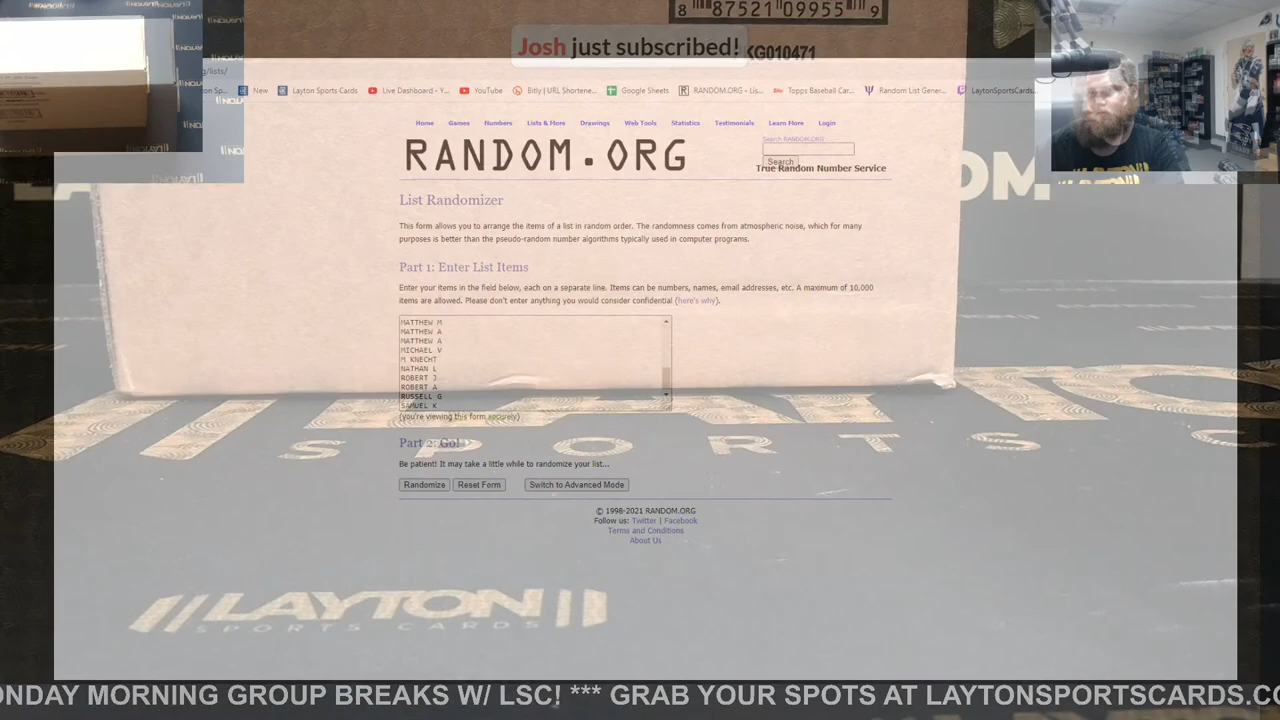 8 87521 09955 9
Josh just subscribed!
KG010471
g/lists/
New
Layton Sports Cards
Live Dashboard - Y...
YouTube
Bitly | URL Shortene...
Google Sheets
RANDOM.ORG - Lis...
Topps Baseball Car...
Random List Gener...
LaytonSportsCards...
Home Games Numbers Lists & More Drawings Web Tools Statistics Testimonials Learn More Login
RANDOM.ORG
Search RANDOM.ORG
Search
True Random Number Service
List Randomizer
This form allows you to arrange the items of a list in random order. The randomness comes from atmospheric noise, which for many
purposes is better than the pseudo-random number algorithms typically used in computer programs.
Part 1: Enter List Items
Enter your items in the field below, each on a separate line. Items can be numbers, names, email addresses, etc. A maximum of 10,000
items are allowed. Please don't enter anything you would consider confidential (here's why).
MATTHEW M
MATTHEW A
MATTHEW A
MICHAEL V
M KNECHT
NATHAN L
ROBERT J
ROBERT A
RUSSELL G
SAMUEL K
(you're viewing this form securely)
Part 2: Go!
Be patient! It may take a little while to randomize your list...
Randomize Reset Form Switch to Advanced Mode
© 1998-2021 RANDOM.ORG
Follow us: Twitter | Facebook
Terms and Conditions
About Us
SPORTS
LAYTON
SPORTS CARDS
ONDAY MORNING GROUP BREAKS W/ LSC! *** GRAB YOUR SPOTS AT LAYTONSPORTSCARDS.CO